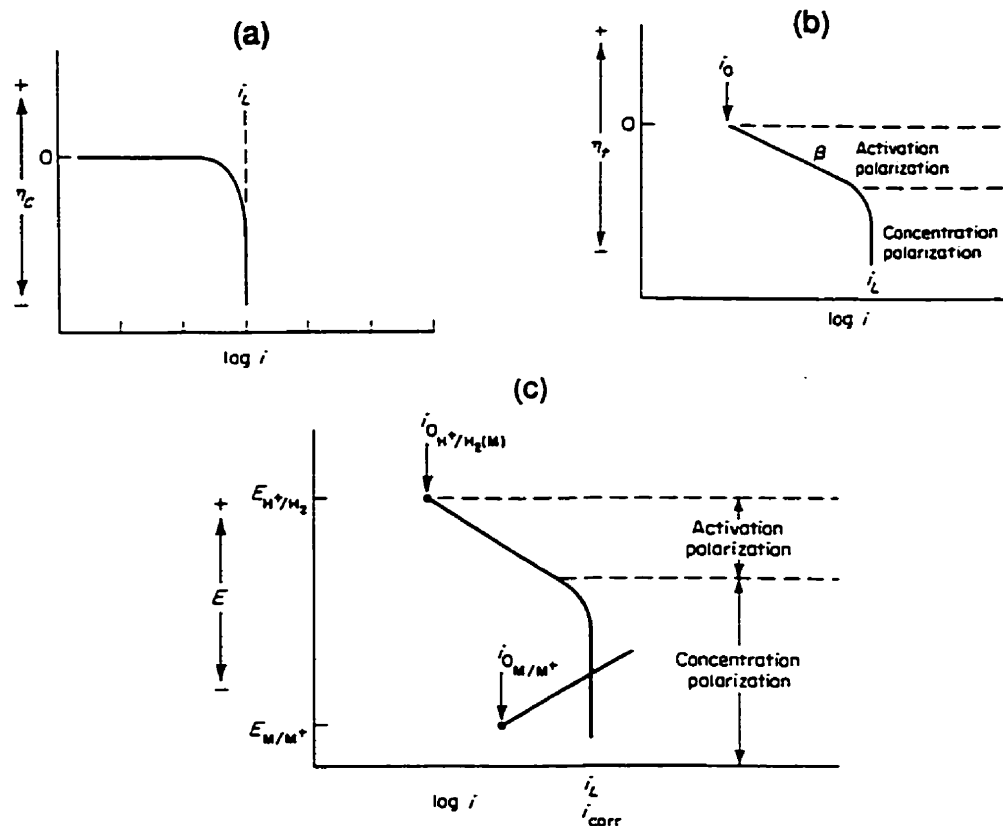 (a)
+
i_L
0
η_c
−
log i
(b)
+
i_0
0
η_T
β
Activation
polarization
Concentration
polarization
−
i_L
log i
(c)
i_0 H⁺/H₂(M)
E_H⁺/H₂
+
Activation
polarization
E
i_0 M/M⁺
Concentration
polarization
−
E_M/M⁺
log i
i_L
i_corr